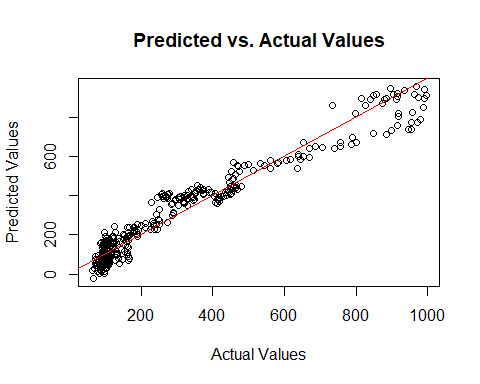 Predicted vs. Actual Values
Predicted Values
600
200
0
200 400 600 800 1000
Actual Values